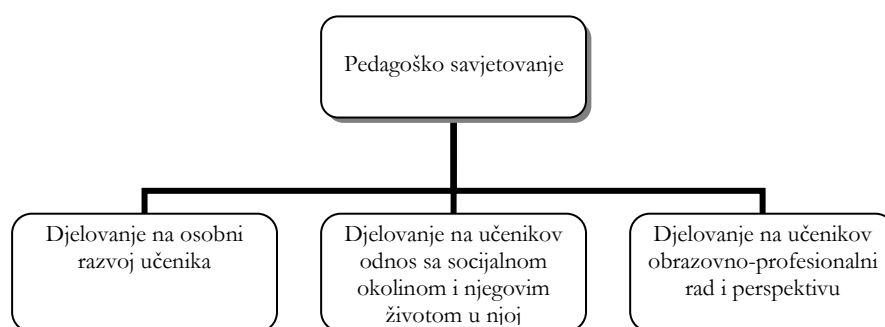 Pedagoško savjetovanje
Djelovanje na osobni
razvoj učenika
Djelovanje na učenikov
odnos sa socijalnom
okolinom i njegovim
životom u njoj
Djelovanje na učenikov
obrazovno-profesionalni
rad i perspektivu